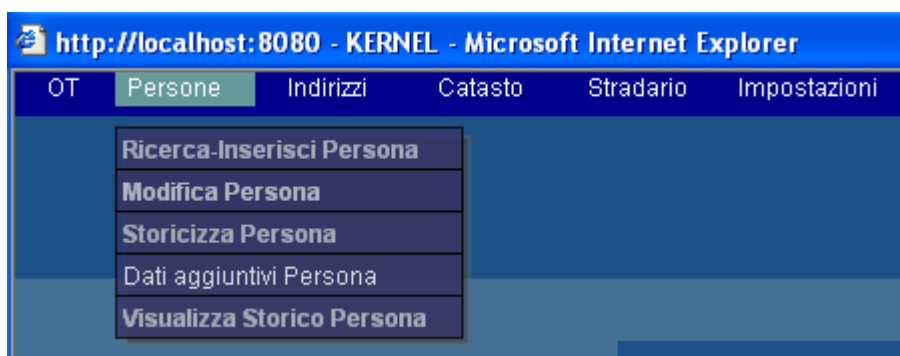 http://localhost:8080 - KERNEL - Microsoft Internet Explorer
OT Persone Indirizzi Catasto Stradario Impostazioni
Ricerca-Inserisci Persona
Modifica Persona
Storicizza Persona
Dati aggiuntivi Persona
Visualizza Storico Persona